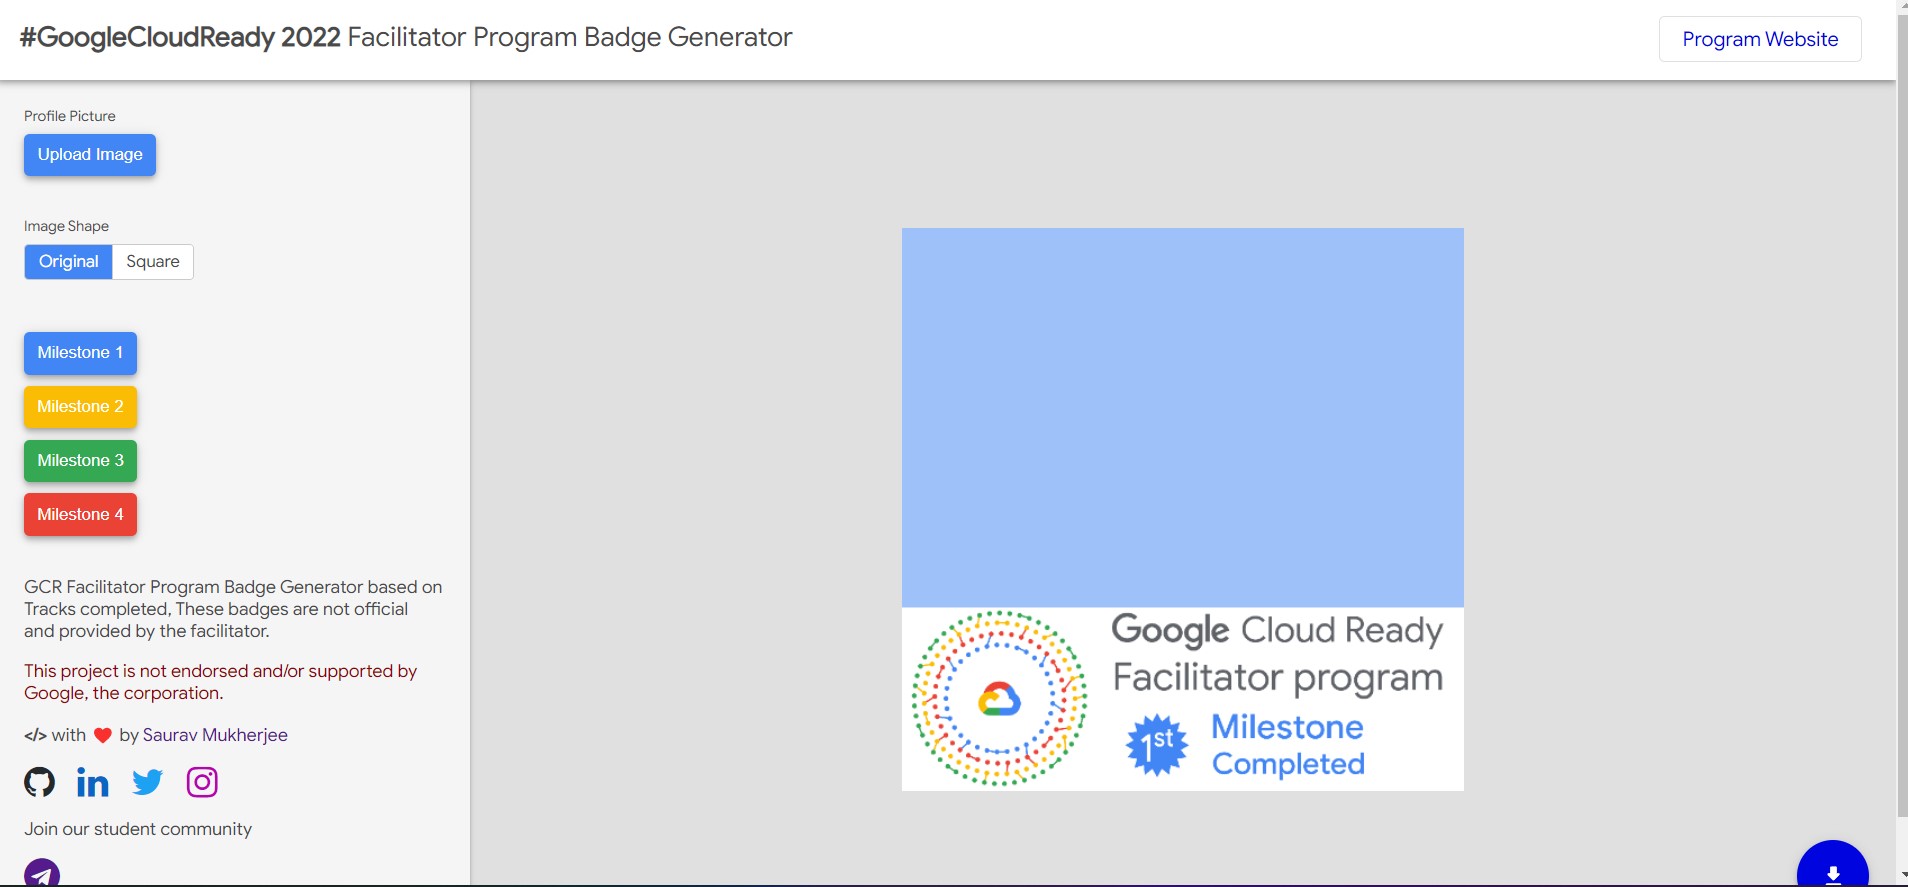 #GoogleCloudReady 2022 Facilitator Program Badge Generator
Program Website
Profile Picture
Upload Image
Image Shape
Original Square
Milestone 1
Milestone 2
Milestone 3
Milestone 4
GCR Facilitator Program Badge Generator based on
Tracks completed, These badges are not official
and provided by the facilitator.
This project is not endorsed and/or supported by
Google, the corporation.
</> with ❤ by Saurav Mukherjee
in
Join our student community
Google Cloud Ready
Facilitator program
1st
Milestone
Completed